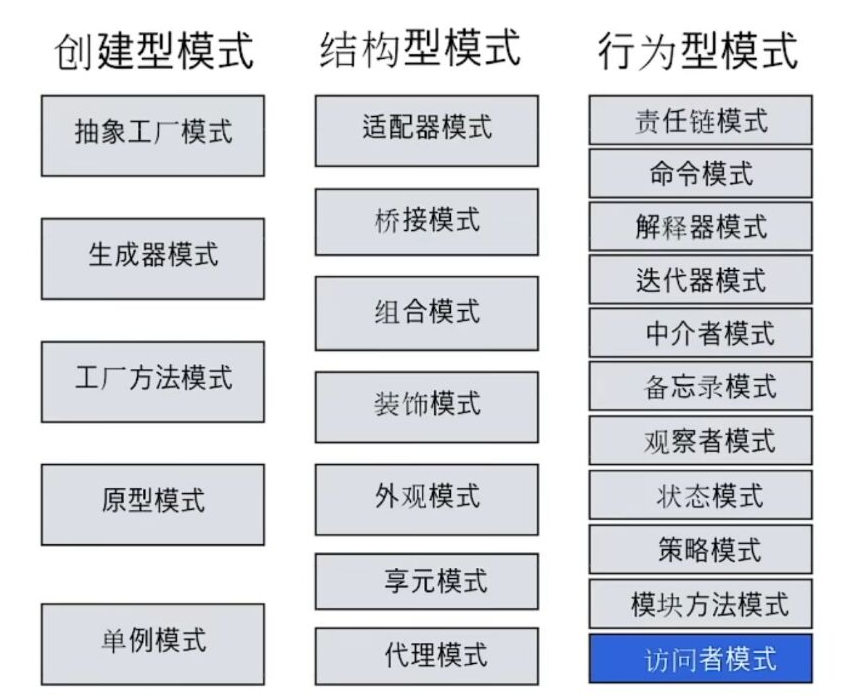 创建型模式
抽象工厂模式
生成器模式
工厂方法模式
原型模式
单例模式
结构型模式
适配器模式
桥接模式
组合模式
装饰模式
外观模式
享元模式
代理模式
行为型模式
责任链模式
命令模式
解释器模式
迭代器模式
中介者模式
备忘录模式
观察者模式
状态模式
策略模式
模块方法模式
访问者模式